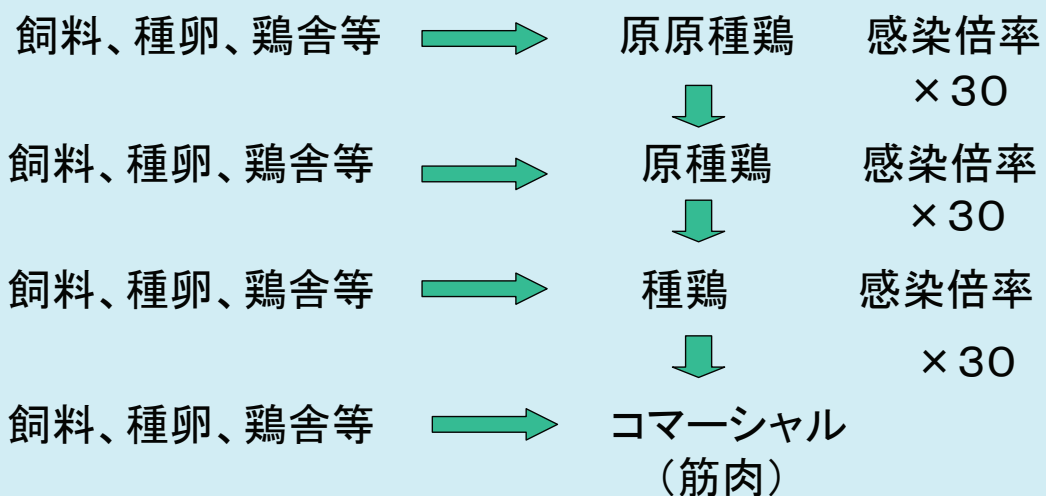 飼料、種卵、鶏舎等 原原種鶏 感染倍率
×30
飼料、種卵、鶏舎等 原種鶏 感染倍率
×30
飼料、種卵、鶏舎等 種鶏 感染倍率
×30
飼料、種卵、鶏舎等 コマーシャル
（筋肉）